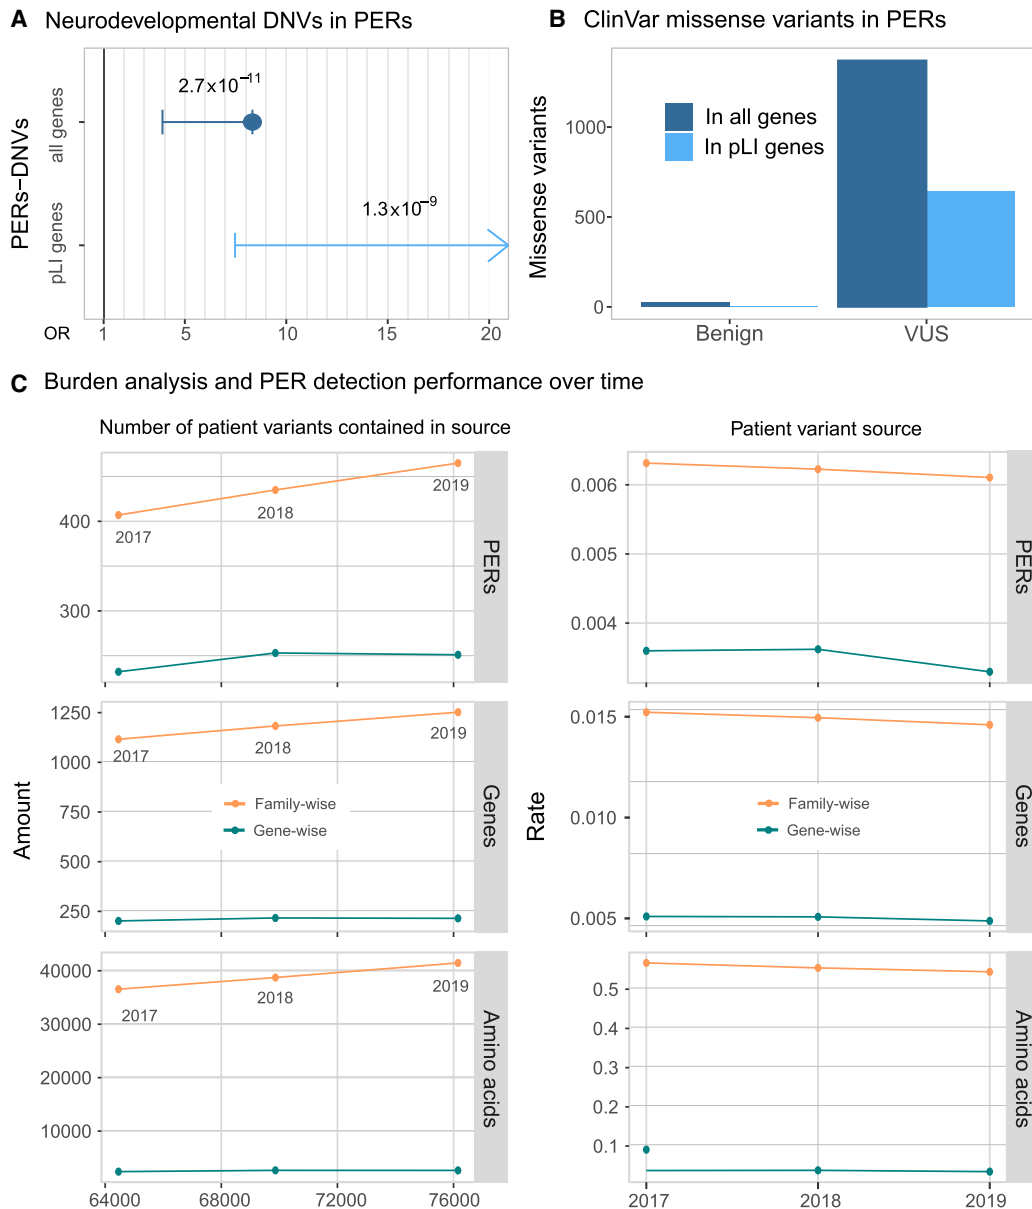 A Neurodevelopmental DNVs in PERs
PERs−DNVs
all genes
pLI genes
2.7x10⁻¹¹
1.3x10⁻⁹
OR 1 5 10 15 20
B ClinVar missense variants in PERs
Missense variants
1000
500
0
In all genes
In pLI genes
Benign VUS
C Burden analysis and PER detection performance over time
Number of patient variants contained in source
Amount
400
300
2017
2018
2019
PERs
1250
1000
750
500
250
2017
2018
2019
Family-wise
Gene-wise
Genes
40000
30000
20000
10000
2017
2018
2019
Amino acids
64000 68000 72000 76000
Patient variant source
Rate
0.006
0.005
0.004
PERs
0.015
0.010
0.005
Family-wise
Gene-wise
Genes
0.5
0.4
0.3
0.2
0.1
Amino acids
2017 2018 2019